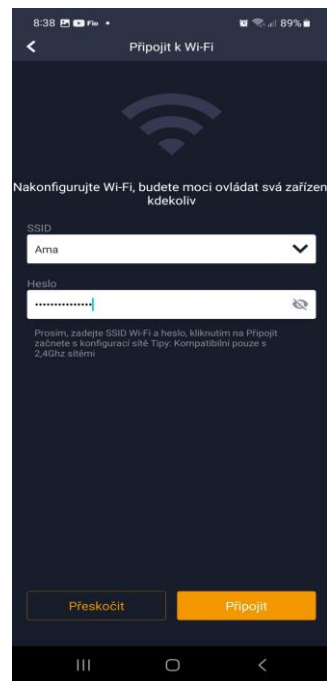 8:38 Fio • 89%
Připojit k Wi-Fi
Nakonfigurujte Wi-Fi, budete moci ovládat svá zařízen
kdekoliv
SSID
Ama
Heslo
•••••••••••••••
Prosím, zadejte SSID Wi-Fi a heslo, kliknutím na Připojit
začnete s konfigurací sítě Tipy: Kompatibilní pouze s
2,4Ghz sítěmi
Přeskočit Připojit